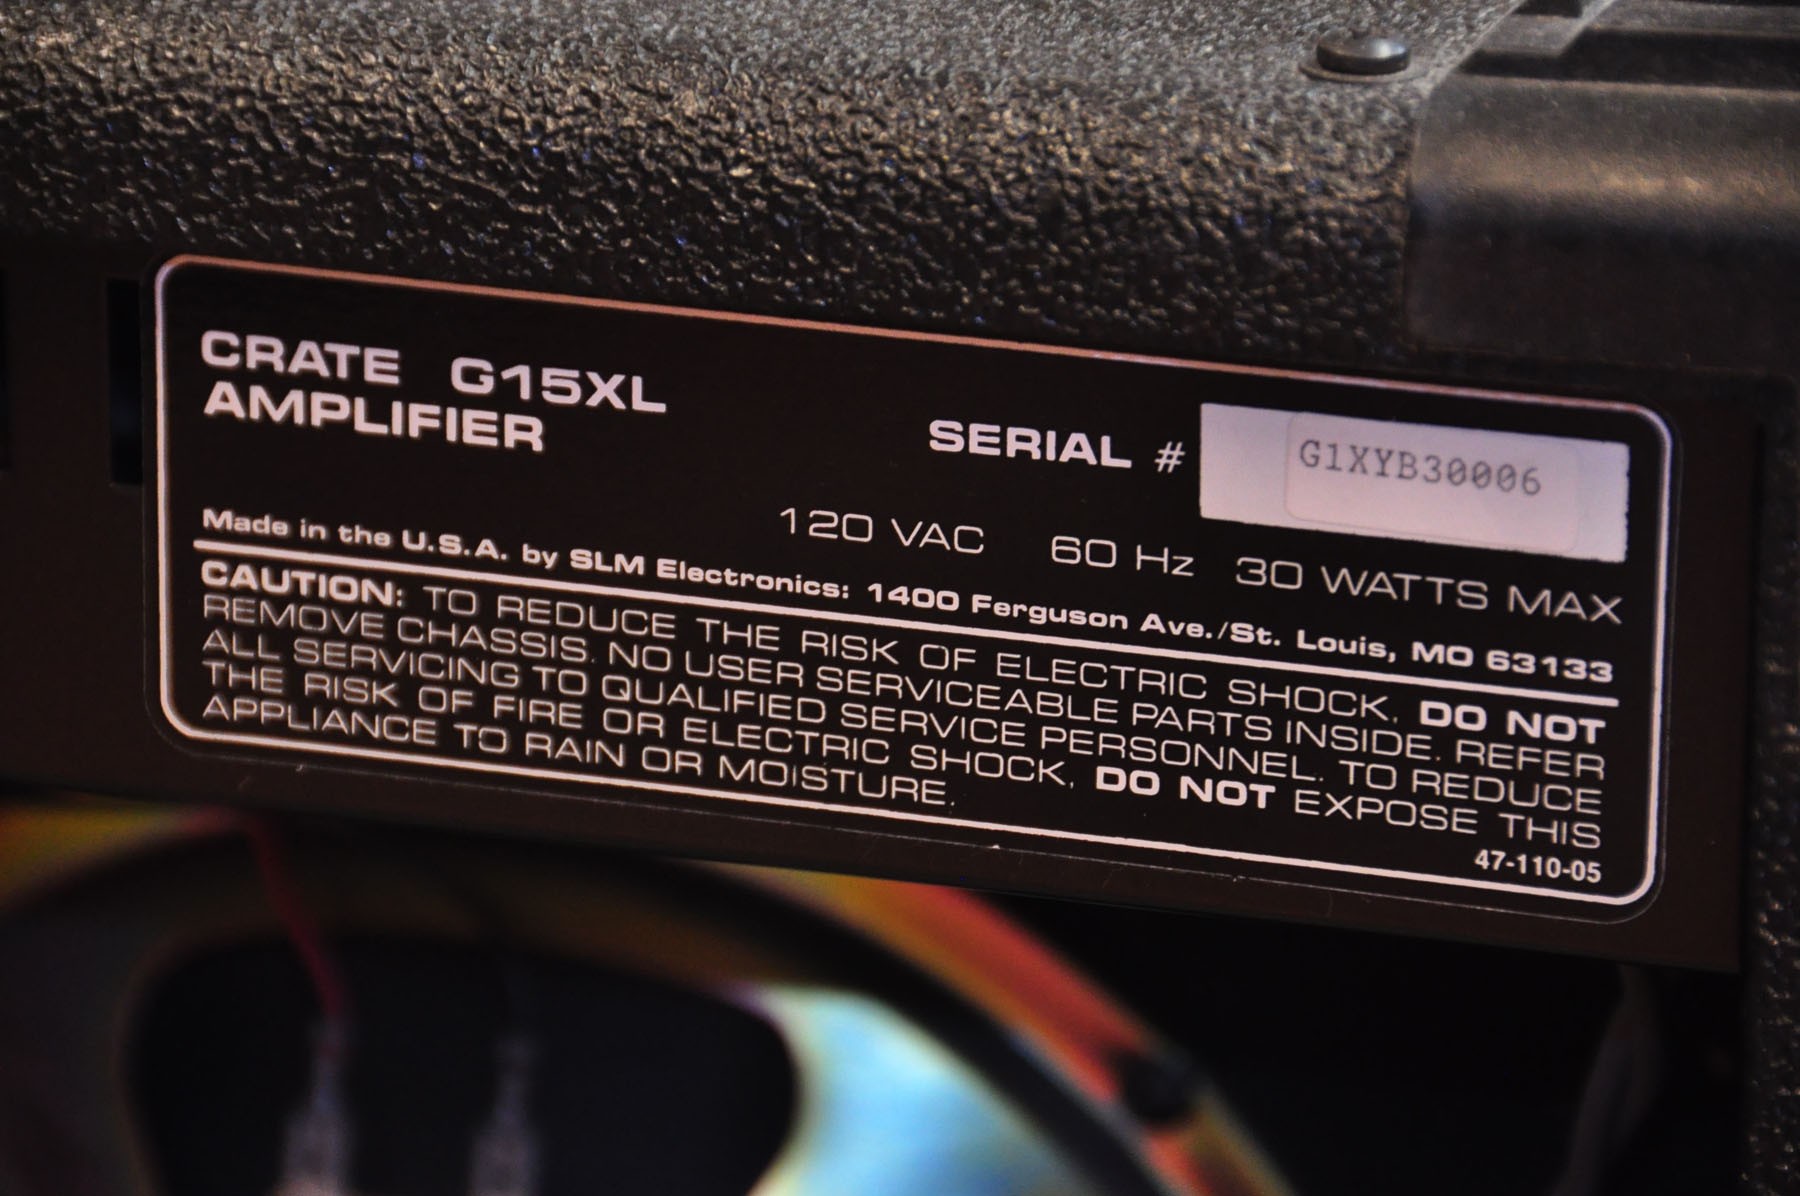 CRATE G15XL
AMPLIFIER
SERIAL # G1XYB30006
120 VAC 60 Hz 30 WATTS MAX
Made in the U.S.A. by SLM Electronics: 1400 Ferguson Ave./St. Louis, MO 63133
CAUTION: TO REDUCE THE RISK OF ELECTRIC SHOCK, DO NOT
REMOVE CHASSIS. NO USER SERVICEABLE PARTS INSIDE. REFER
ALL SERVICING TO QUALIFIED SERVICE PERSONNEL. TO REDUCE
THE RISK OF FIRE OR ELECTRIC SHOCK, DO NOT EXPOSE THIS
APPLIANCE TO RAIN OR MOISTURE.
47-110-05